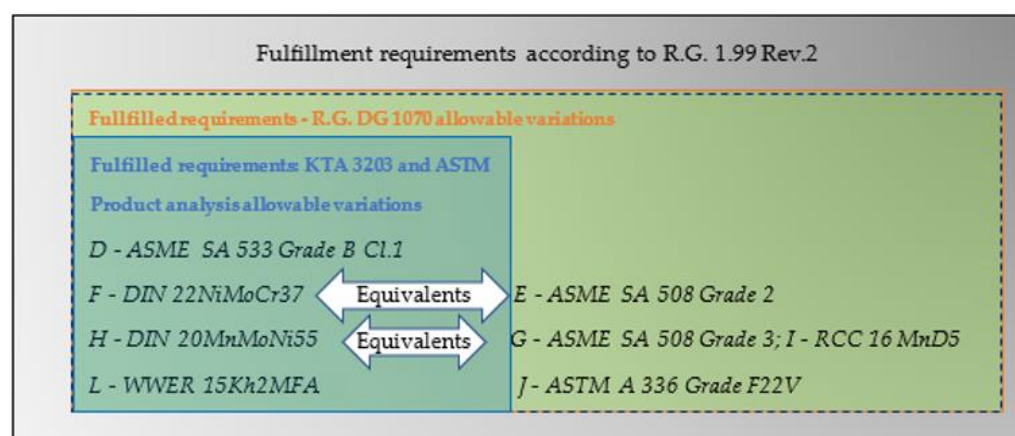 Fulfillment requirements according to R.G. 1.99 Rev.2
Fullfilled requirements - R.G. DG 1070 allowable variations
Fulfilled requirements: KTA 3203 and ASTM
Product analysis allowable variations
D - ASME SA 533 Grade B Cl.1
F - DIN 22NiMoCr37 Equivalents E - ASME SA 508 Grade 2
H - DIN 20MnMoNi55 Equivalents G - ASME SA 508 Grade 3; I - RCC 16 MnD5
L - WWER 15Kh2MFA J - ASTM A 336 Grade F22V